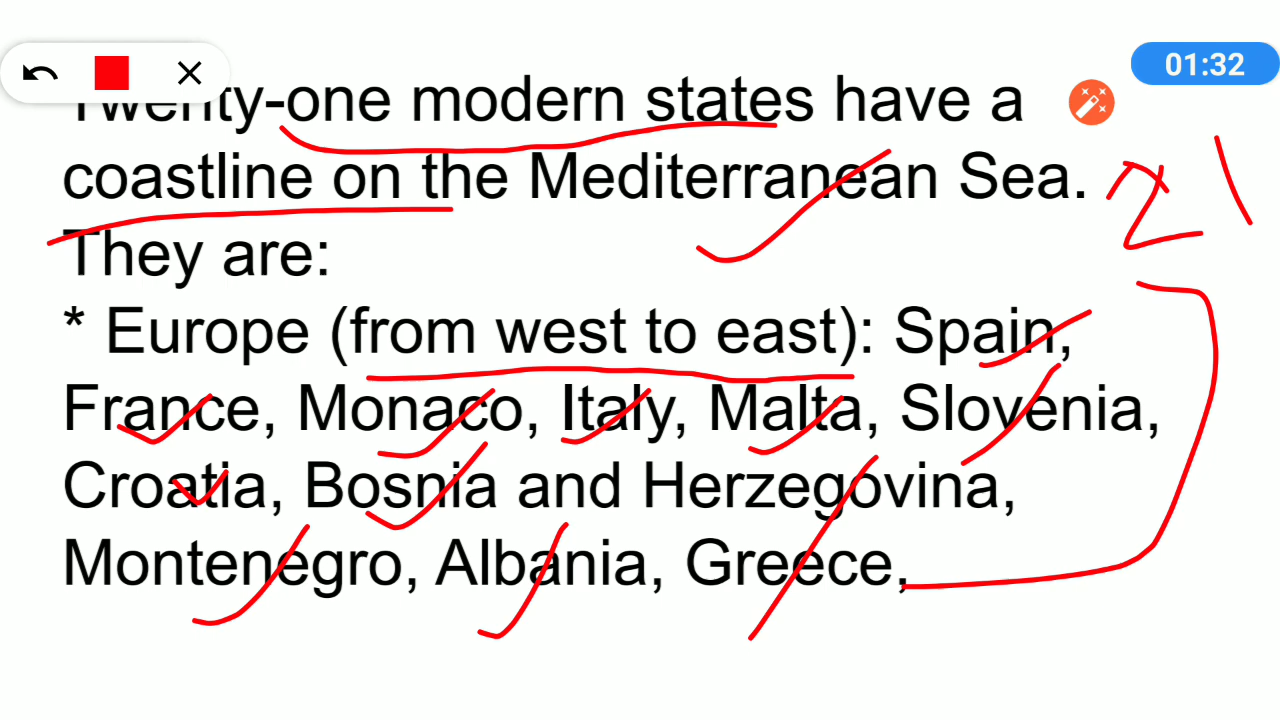 01:32
Twenty-one modern states have a
coastline on the Mediterranean Sea.
21
They are:
* Europe (from west to east): Spain,
France, Monaco, Italy, Malta, Slovenia,
Croatia, Bosnia and Herzegovina,
Montenegro, Albania, Greece,